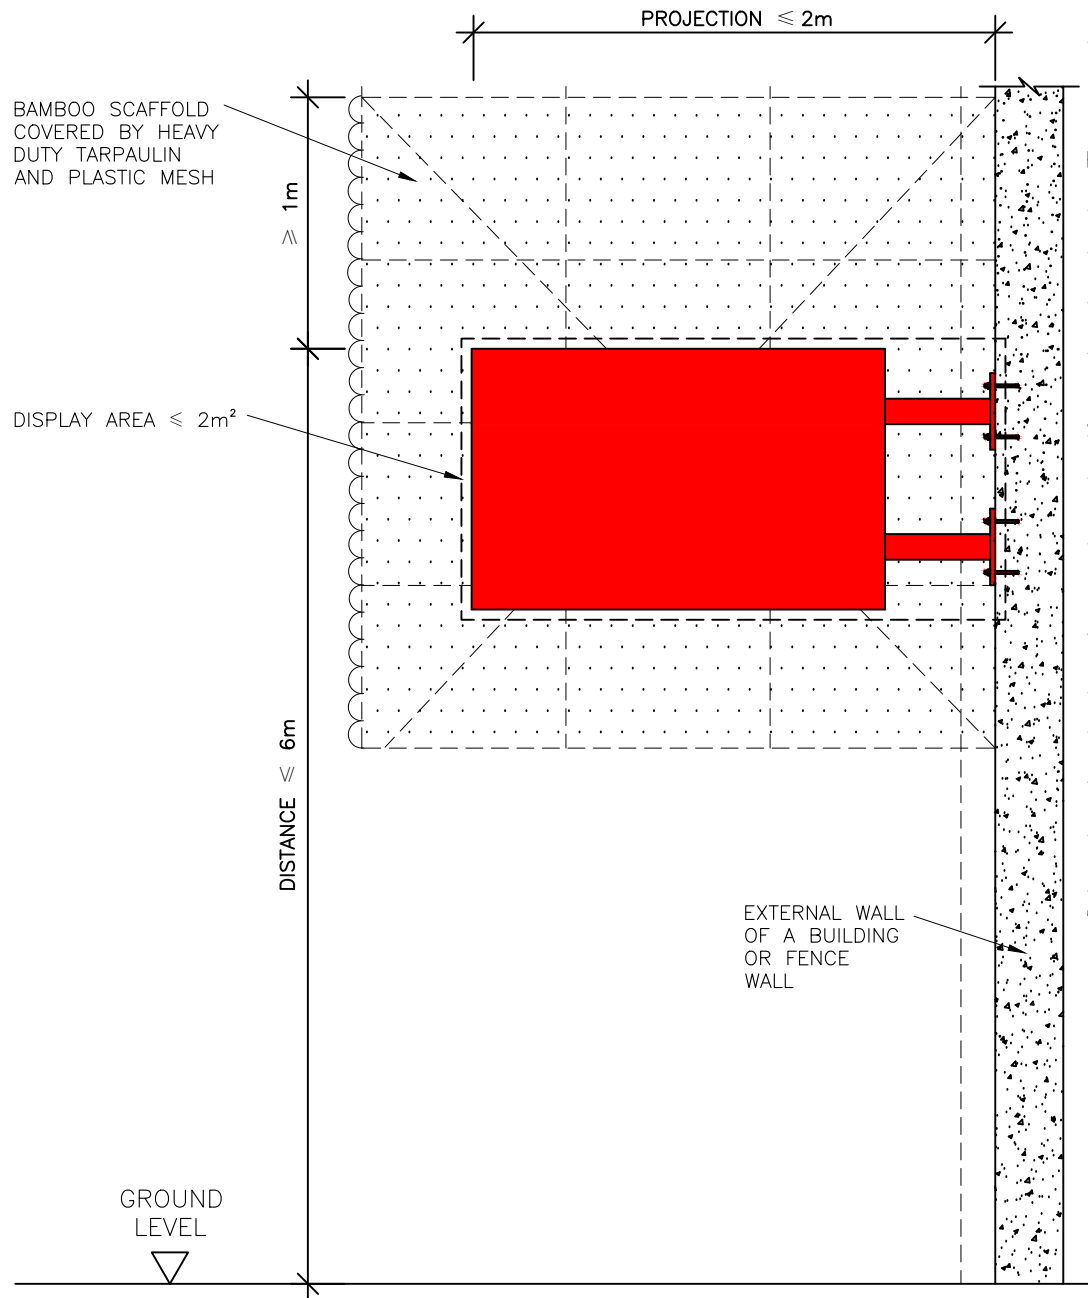 PROJECTION ⩽ 2m
BAMBOO SCAFFOLD
COVERED BY HEAVY
DUTY TARPAULIN
AND PLASTIC MESH
⩾ 1m
DISPLAY AREA ⩽ 2m²
DISTANCE ⩽ 6m
EXTERNAL WALL
OF A BUILDING
OR FENCE
WALL
GROUND
LEVEL